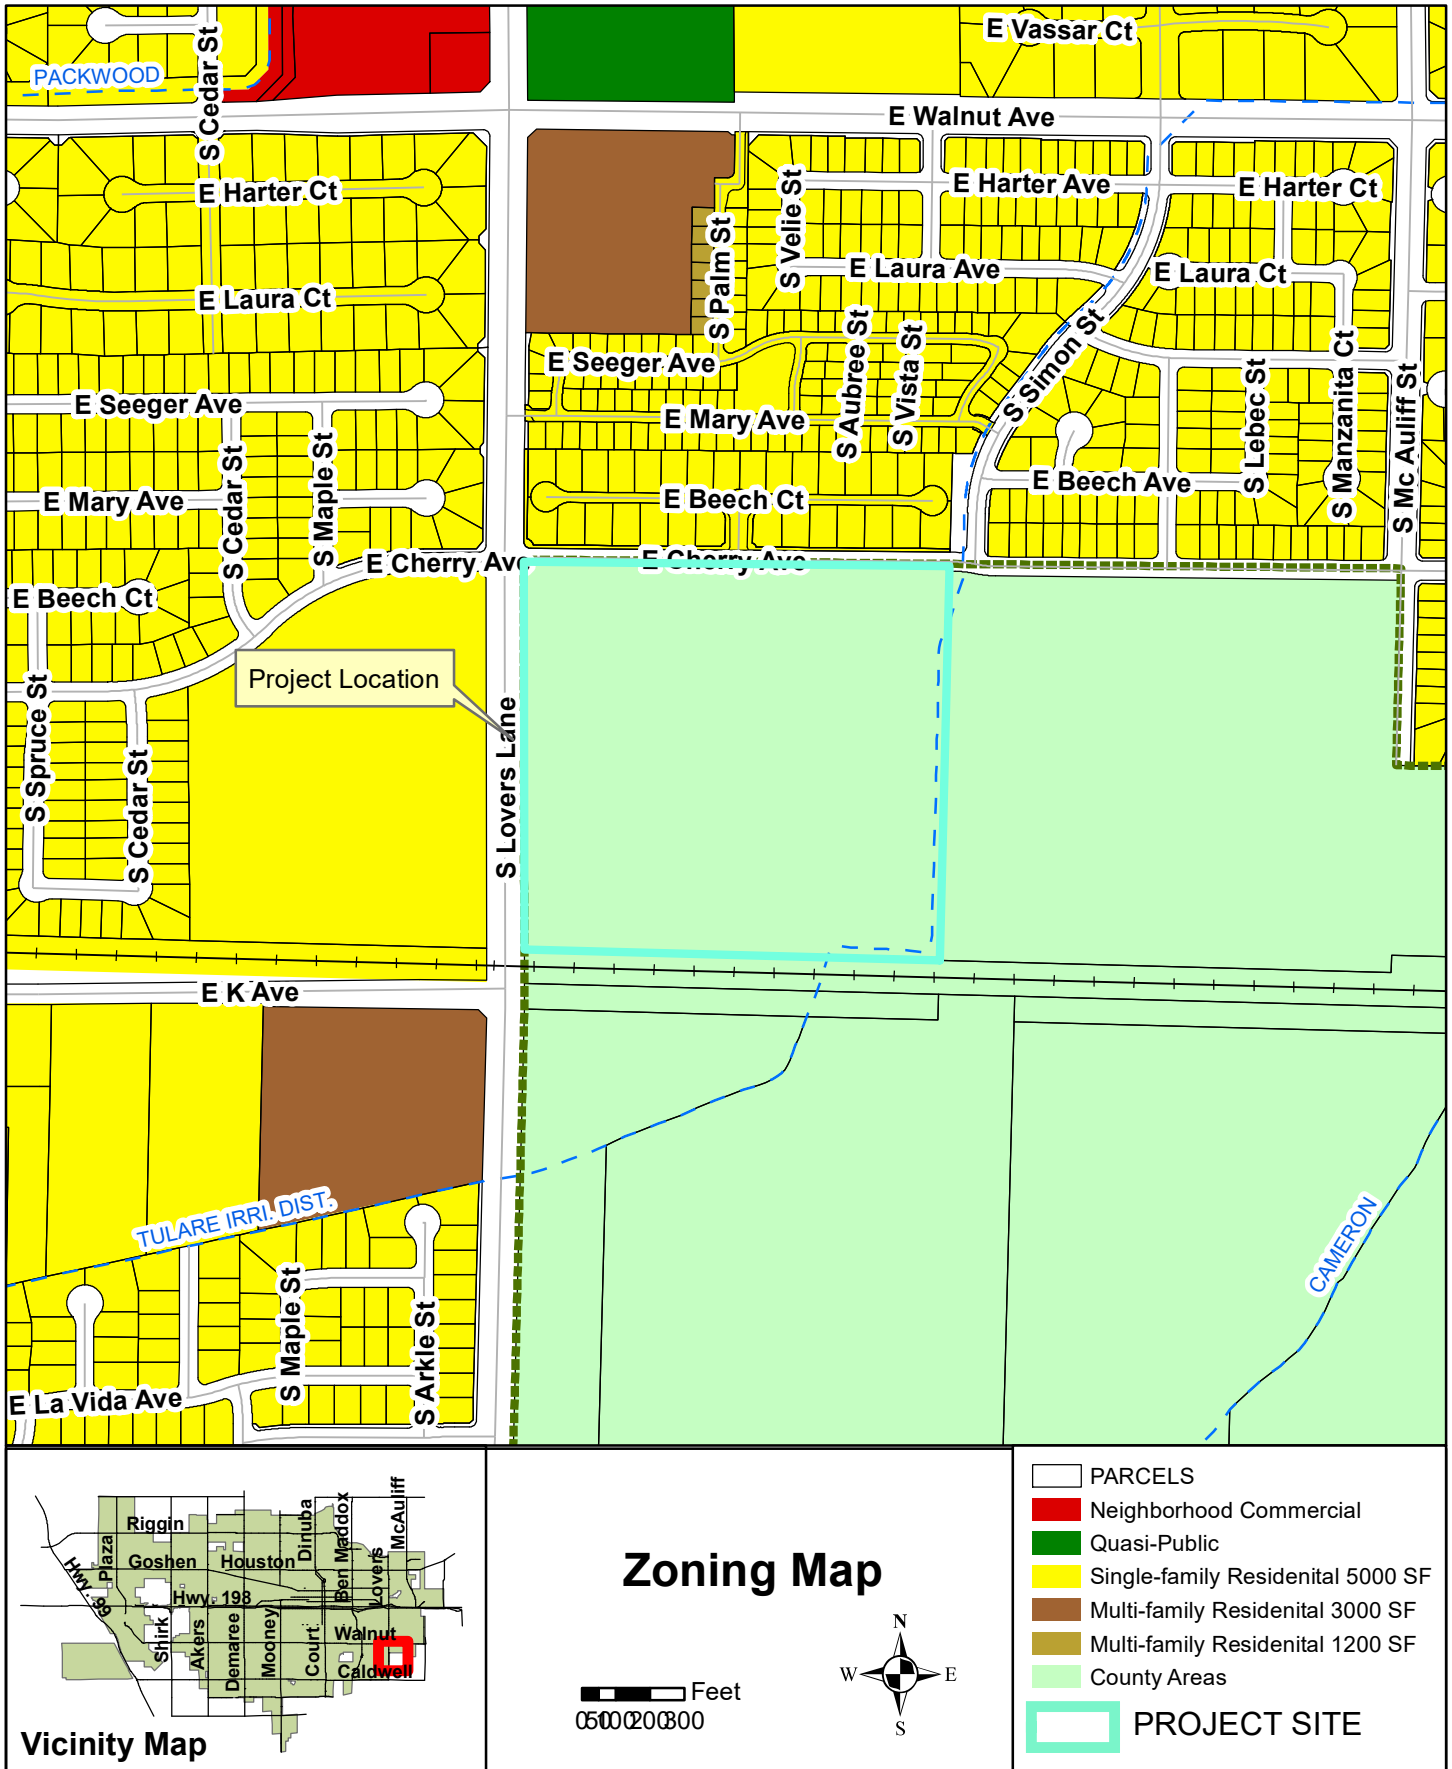 E Vassar Ct
S Cedar St
PACKWOOD
E Walnut Ave
E Harter Ct
E Harter Ave
E Harter Ct
S Velie St
S Palm St
E Laura Ave
E Laura Ct
E Laura Ct
S Simon St
S Aubree St
S Vista St
E Seeger Ave
S Lebec St
S Manzanita Ct
S Mc Auliff St
E Seeger Ave
E Mary Ave
S Cedar St
S Maple St
E Mary Ave
E Beech Ct
E Beech Ave
E Cherry Ave
E Cherry Ave
E Beech Ct
Project Location
S Spruce St
S Cedar St
S Lovers Lane
E K Ave
TULARE IRRI. DIST.
CAMERON
S Maple St
S Arkle St
E La Vida Ave
Riggin
Plaza
Goshen
Houston
Dinuba
Ben Maddox
Lovers
McAuliff
Hwy. 99
Hwy. 198
Shirk
Akers
Demaree
Mooney
Court
Walnut
Caldwell
Vicinity Map
Zoning Map
Feet
0 50 100 200 300
N
W
E
S
PARCELS
Neighborhood Commercial
Quasi-Public
Single-family Residenital 5000 SF
Multi-family Residenital 3000 SF
Multi-family Residenital 1200 SF
County Areas
PROJECT SITE